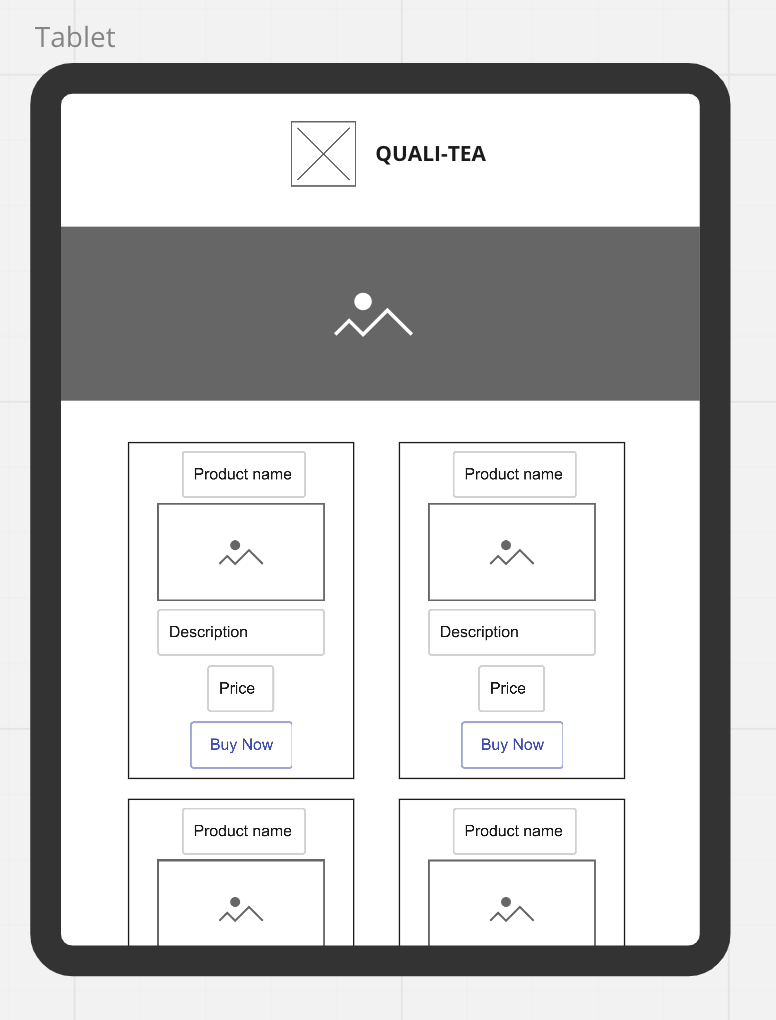 Tablet
QUALI-TEA
Product name
Product name
Description
Description
Price
Price
Buy Now
Buy Now
Product name
Product name